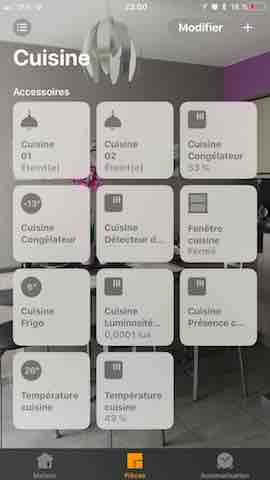 23:00
Modifier +
Cuisine
Accessoires
Cuisine
01
Éteint(e)
Cuisine
02
Éteint(e)
Cuisine
Congélateur
53 %
-13°
Cuisine
Congélateur
Cuisine
Détecteur d...
Fenêtre
cuisine
Fermé
6°
Cuisine
Frigo
Cuisine
Luminosité...
0,0001 lux
Cuisine
Présence c...
26°
Température
cuisine
Température
cuisine
43 %
Maison
Pièces
Automatisation